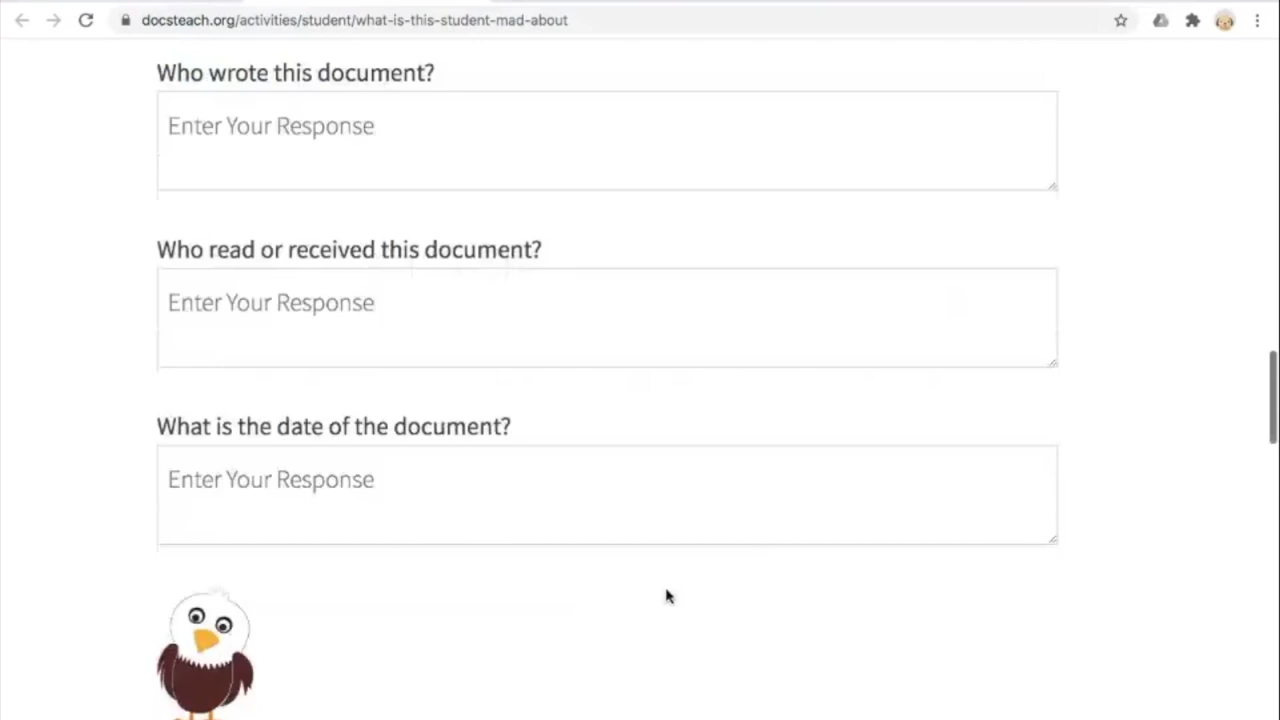 docsteach.org/activities/student/what-is-this-student-mad-about
Who wrote this document?
Enter Your Response
Who read or received this document?
Enter Your Response
What is the date of the document?
Enter Your Response